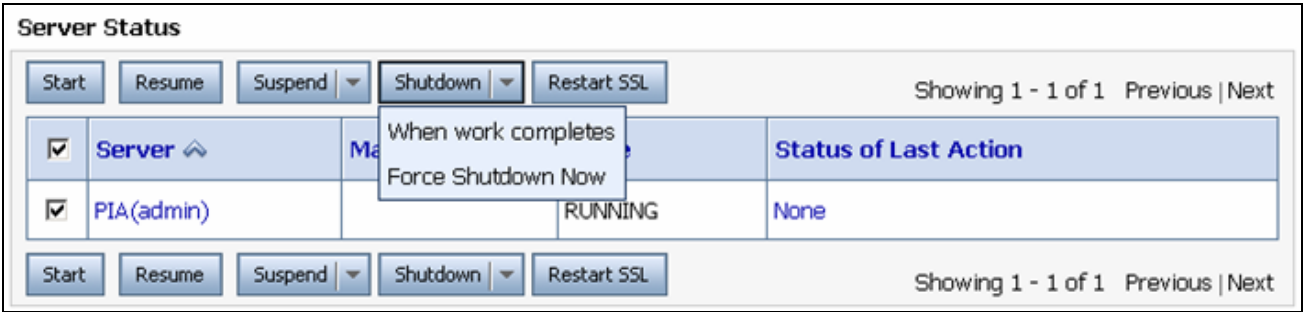 Server Status
Start Resume Suspend Shutdown Restart SSL Showing 1 - 1 of 1 Previous | Next
When work completes
Server Ma e Status of Last Action
Force Shutdown Now
PIA(admin) RUNNING None
Start Resume Suspend Shutdown Restart SSL Showing 1 - 1 of 1 Previous | Next